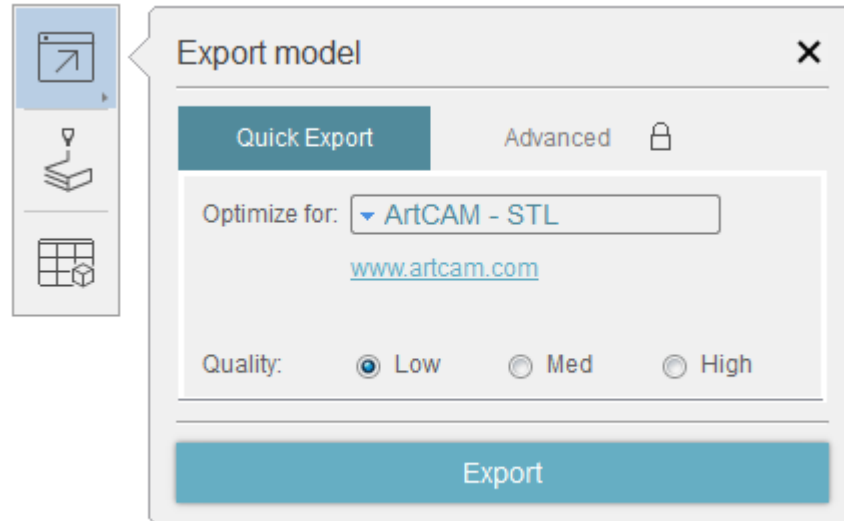 Export model
Quick Export Advanced
Optimize for: ArtCAM - STL
www.artcam.com
Quality: Low Med High
Export